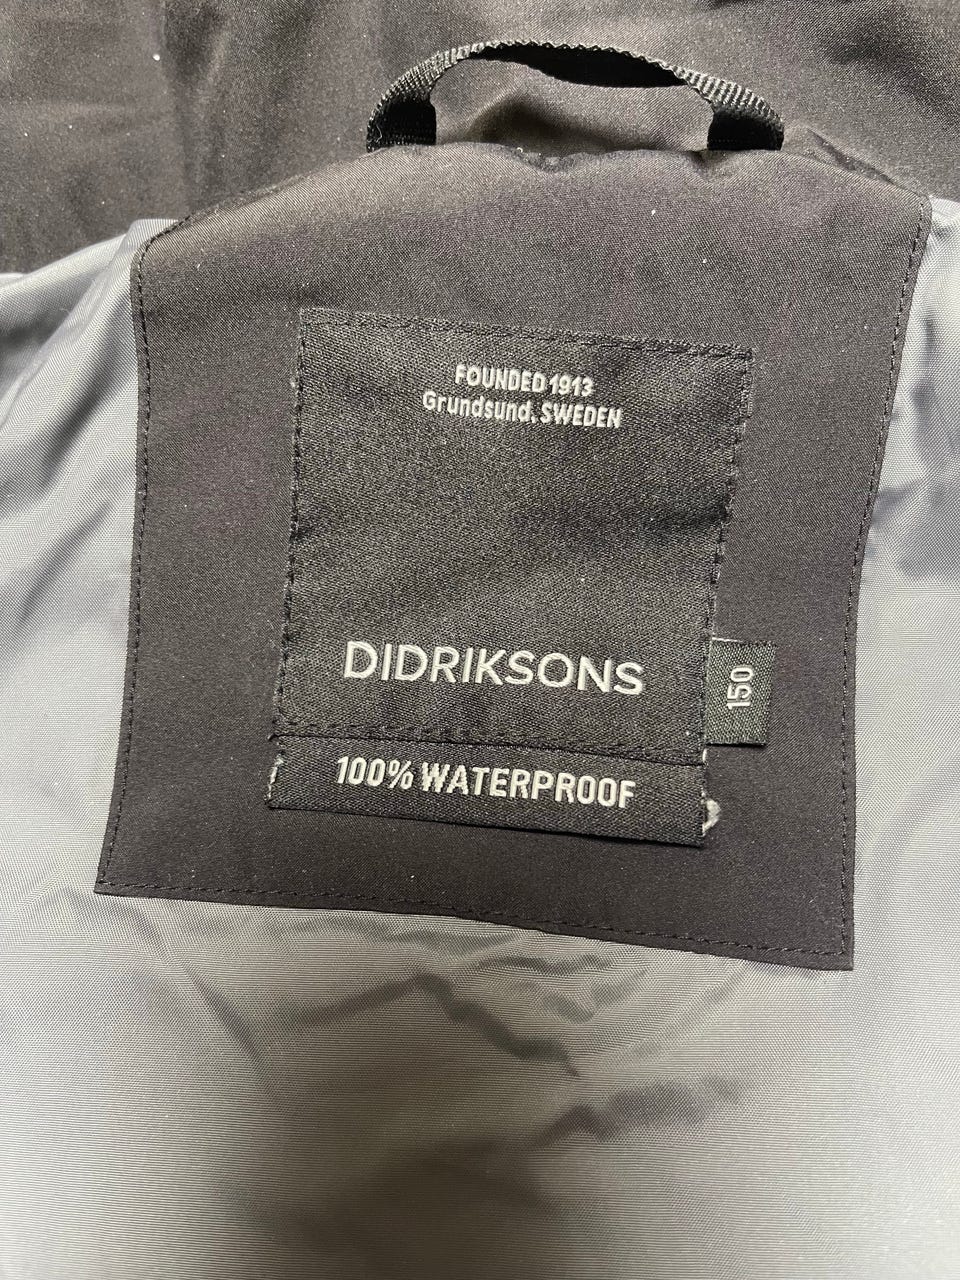 FOUNDED 1913
Grundsund. SWEDEN
DIDRIKSONS
150
100% WATERPROOF